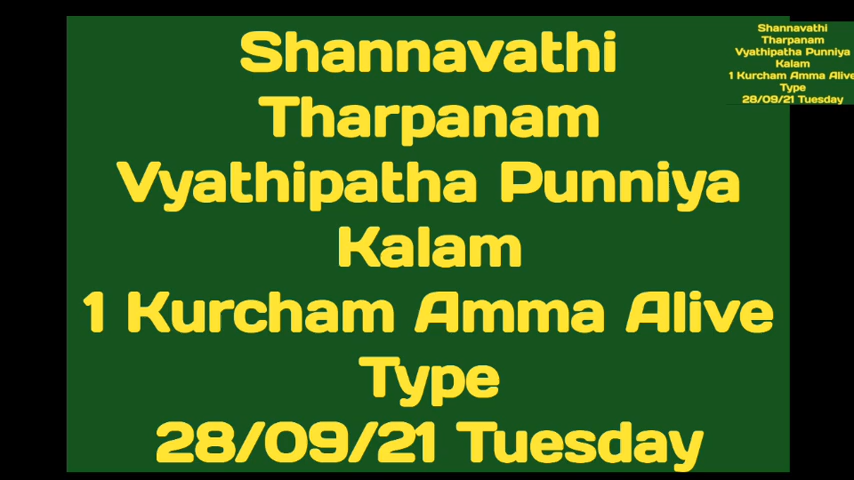 Shannavathi
Tharpanam
Vyathipatha Punniya
Kalam
1 Kurcham Amma Alive
Type
28/09/21 Tuesday
Shannavathi
Tharpanam
Vyathipatha Punniya
Kalam
1 Kurcham Amma Alive
Type
28/09/21 Tuesday